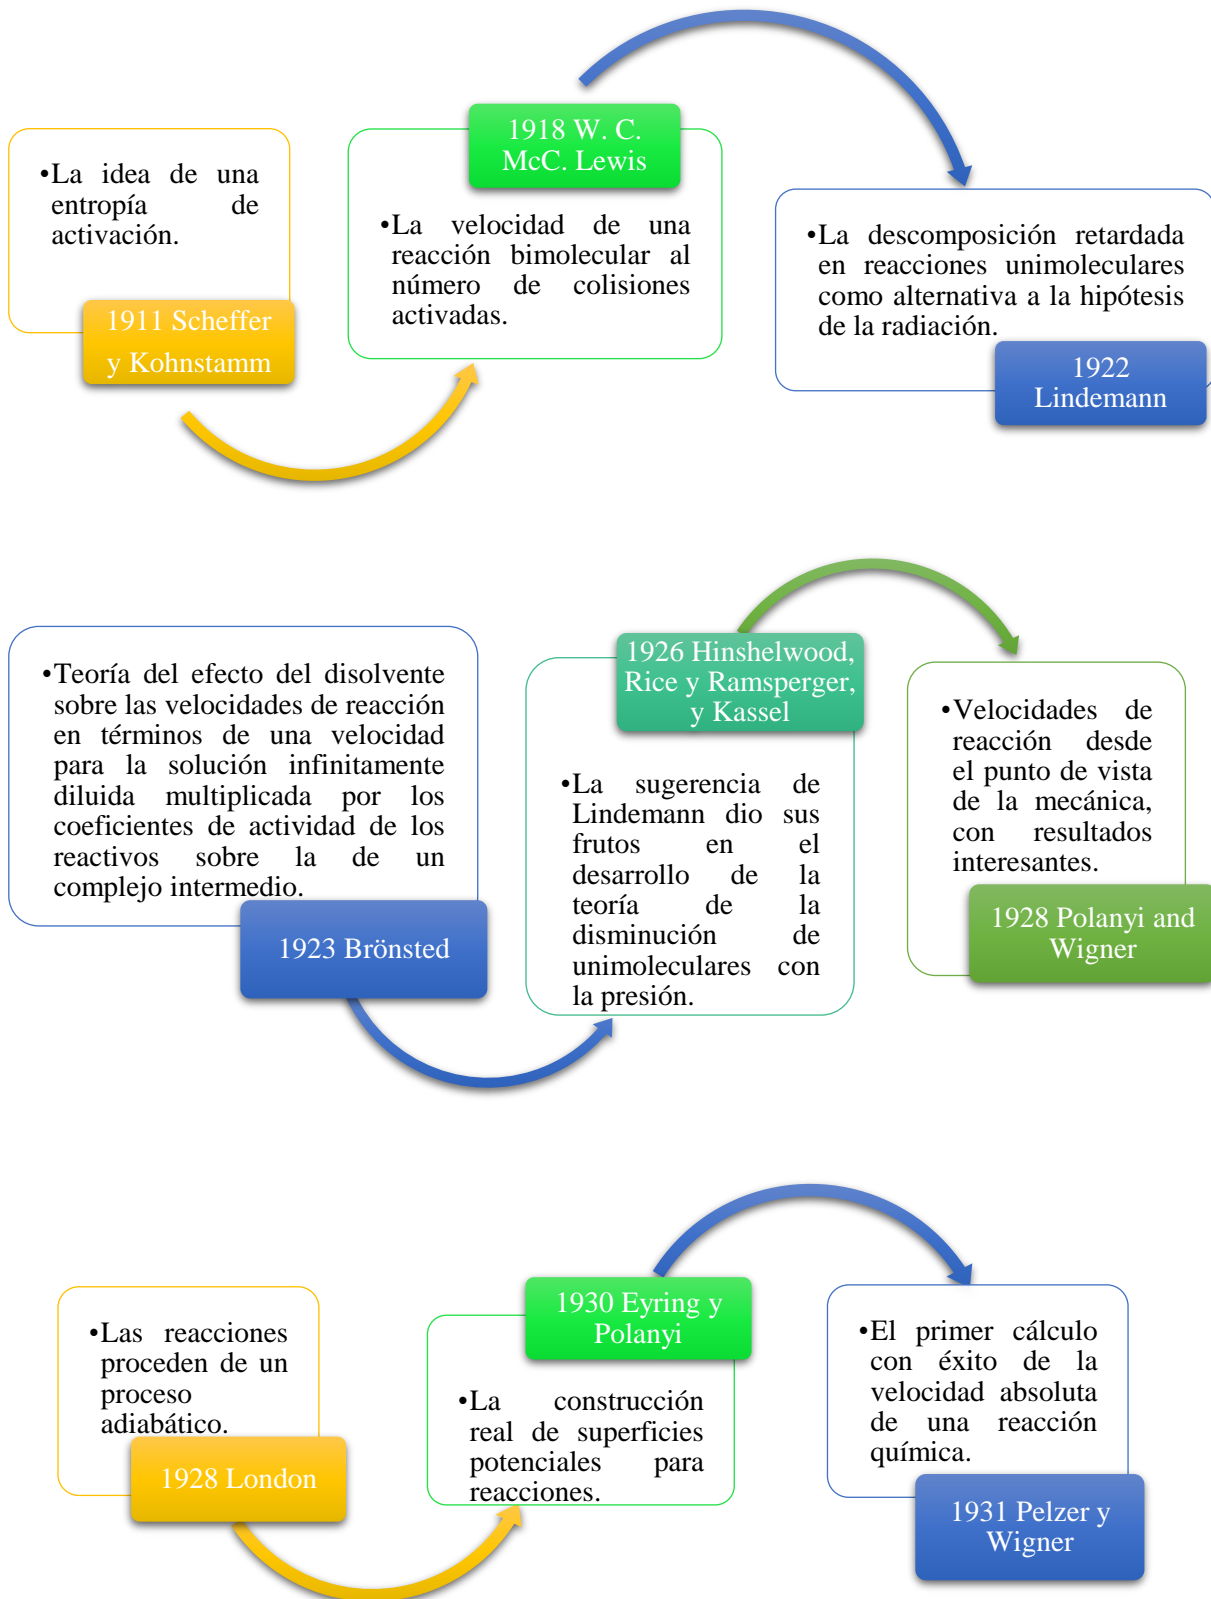 •La idea de una
entropía de
activación.
1911 Scheffer
y Kohnstamm
1918 W. C.
McC. Lewis
•La velocidad de una
reacción bimolecular al
número de colisiones
activadas.
•La descomposición retardada
en reacciones unimoleculares
como alternativa a la hipótesis
de la radiación.
1922
Lindemann
•Teoría del efecto del disolvente
sobre las velocidades de reacción
en términos de una velocidad
para la solución infinitamente
diluida multiplicada por los
coeficientes de actividad de los
reactivos sobre la de un
complejo intermedio.
1923 Brönsted
1926 Hinshelwood,
Rice y Ramsperger,
y Kassel
•La sugerencia de
Lindemann dio sus
frutos en el
desarrollo de la
teoría de la
disminución de
unimoleculares con
la presión.
•Velocidades de
reacción desde
el punto de vista
de la mecánica,
con resultados
interesantes.
1928 Polanyi and
Wigner
•Las reacciones
proceden de un
proceso
adiabático.
1928 London
1930 Eyring y
Polanyi
•La construcción
real de superficies
potenciales para
reacciones.
•El primer cálculo
con éxito de la
velocidad absoluta
de una reacción
química.
1931 Pelzer y
Wigner